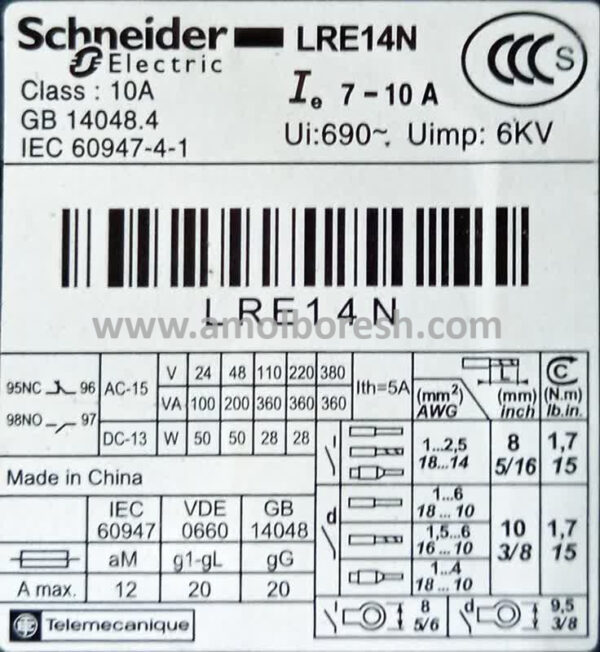 Schneider Electric LRE14N
CCC S
Class : 10A
Ie 7-10 A
GB 14048.4
Ui:690~, Uimp: 6KV
IEC 60947-4-1
LRE14N
www.amolboresh.com
95NC 96
98NO 97
AC-15 V 24 48 110 220 380
VA 100 200 360 360 360
DC-13 W 50 50 28 28
Ith=5A
(mm²) AWG
L
(mm) inch
C
(N.m) lb.in.
1...2,5
18...14
8
5/16
1,7
15
d
1...6
18 ... 10
1,5...6
16 ... 10
1...4
18 ... 10
10
3/8
1,7
15
8
5/6
d
9,5
3/8
Made in China
IEC 60947
VDE 0660
GB 14048
aM g1-gL gG
A max. 12 20 20
Telemecanique